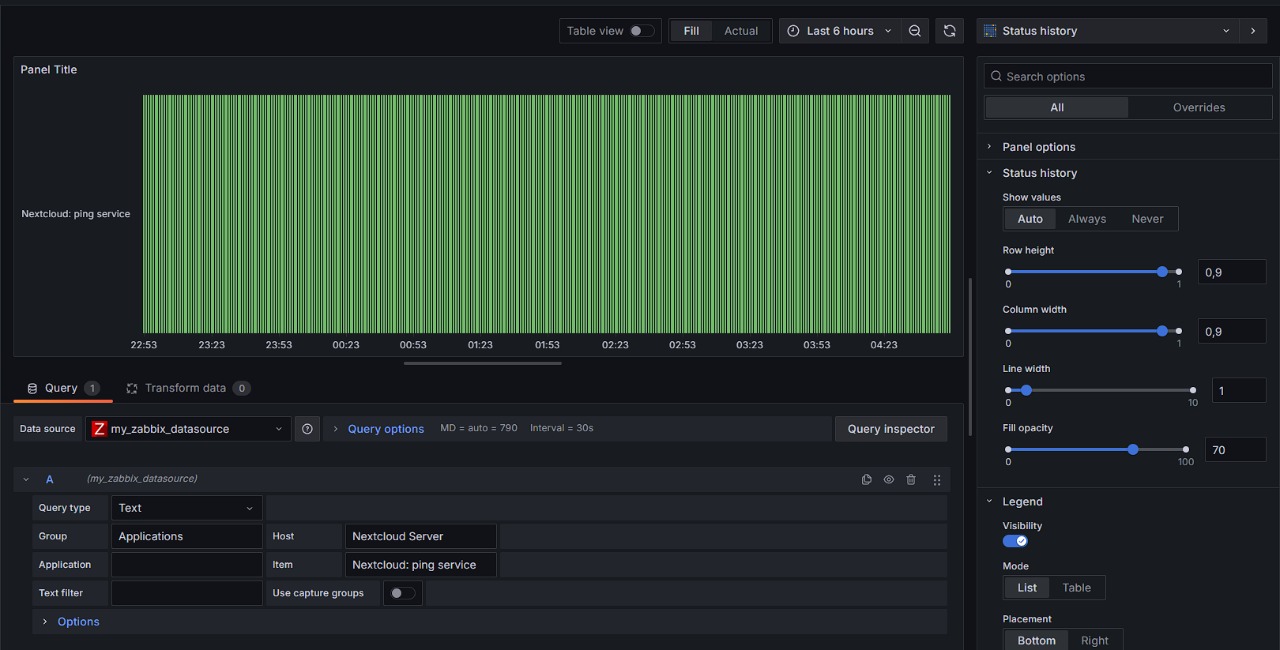 Table view Fill Actual Last 6 hours Status history
Panel Title
Search options
All Overrides
Panel options
Status history
Show values
Auto Always Never
Nextcloud: ping service
Row height
0 1 0,9
Column width
0 1 0,9
22:53 23:23 23:53 00:23 00:53 01:23 01:53 02:23 02:53 03:23 03:53 04:23
Line width
0 10 1
Query 1 Transform data 0
Fill opacity
0 100 70
Data source Z my_zabbix_datasource Query options MD = auto = 790 Interval = 30s Query inspector
A (my_zabbix_datasource)
Legend
Query type Text
Visibility
Group Applications Host Nextcloud Server
Application Item Nextcloud: ping service
Mode
List Table
Text filter Use capture groups
Options
Placement
Bottom Right